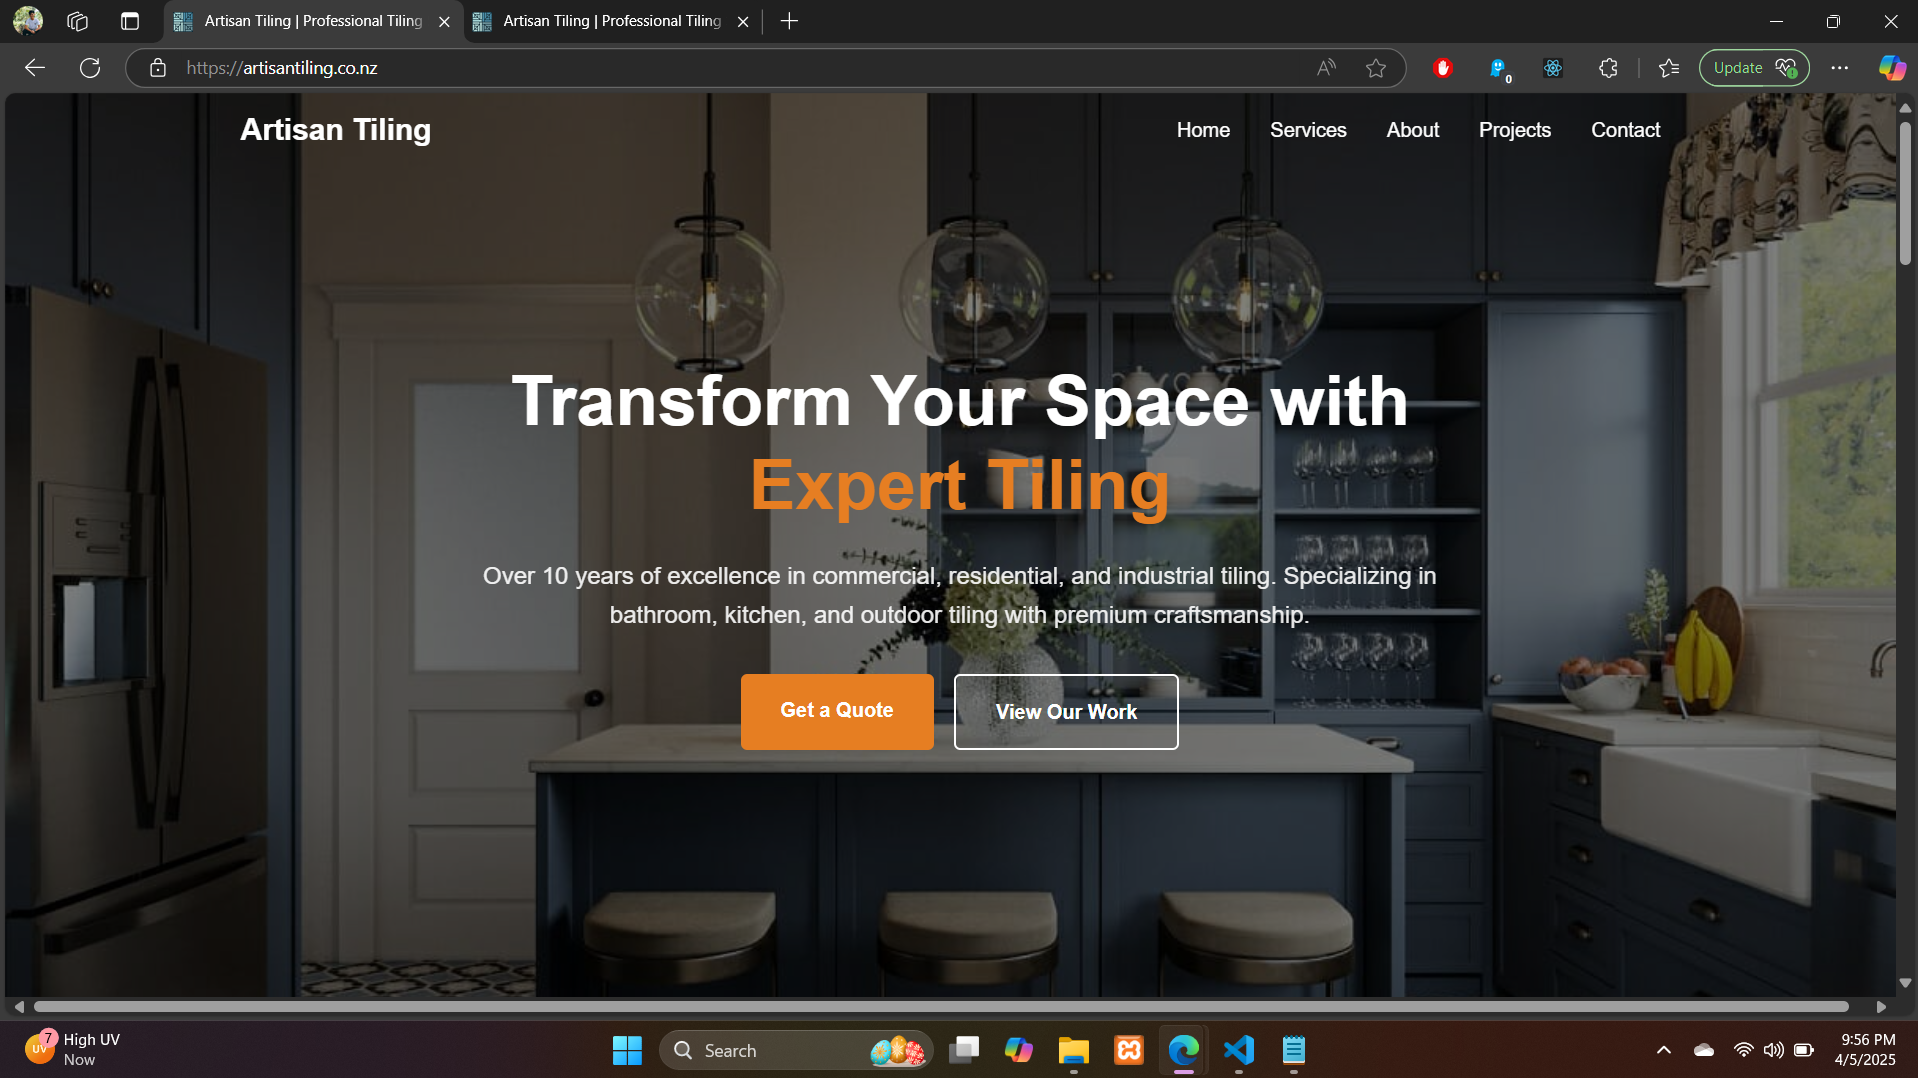 Artisan Tiling | Professional Tiling
Artisan Tiling | Professional Tiling
https://artisantiling.co.nz
0
Update
Artisan Tiling
Home
Services
About
Projects
Contact
Transform Your Space with
Expert Tiling
Over 10 years of excellence in commercial, residential, and industrial tiling. Specializing in
bathroom, kitchen, and outdoor tiling with premium craftsmanship.
Get a Quote
View Our Work
UV
7
High UV
Now
Search
9:56 PM
4/5/2025